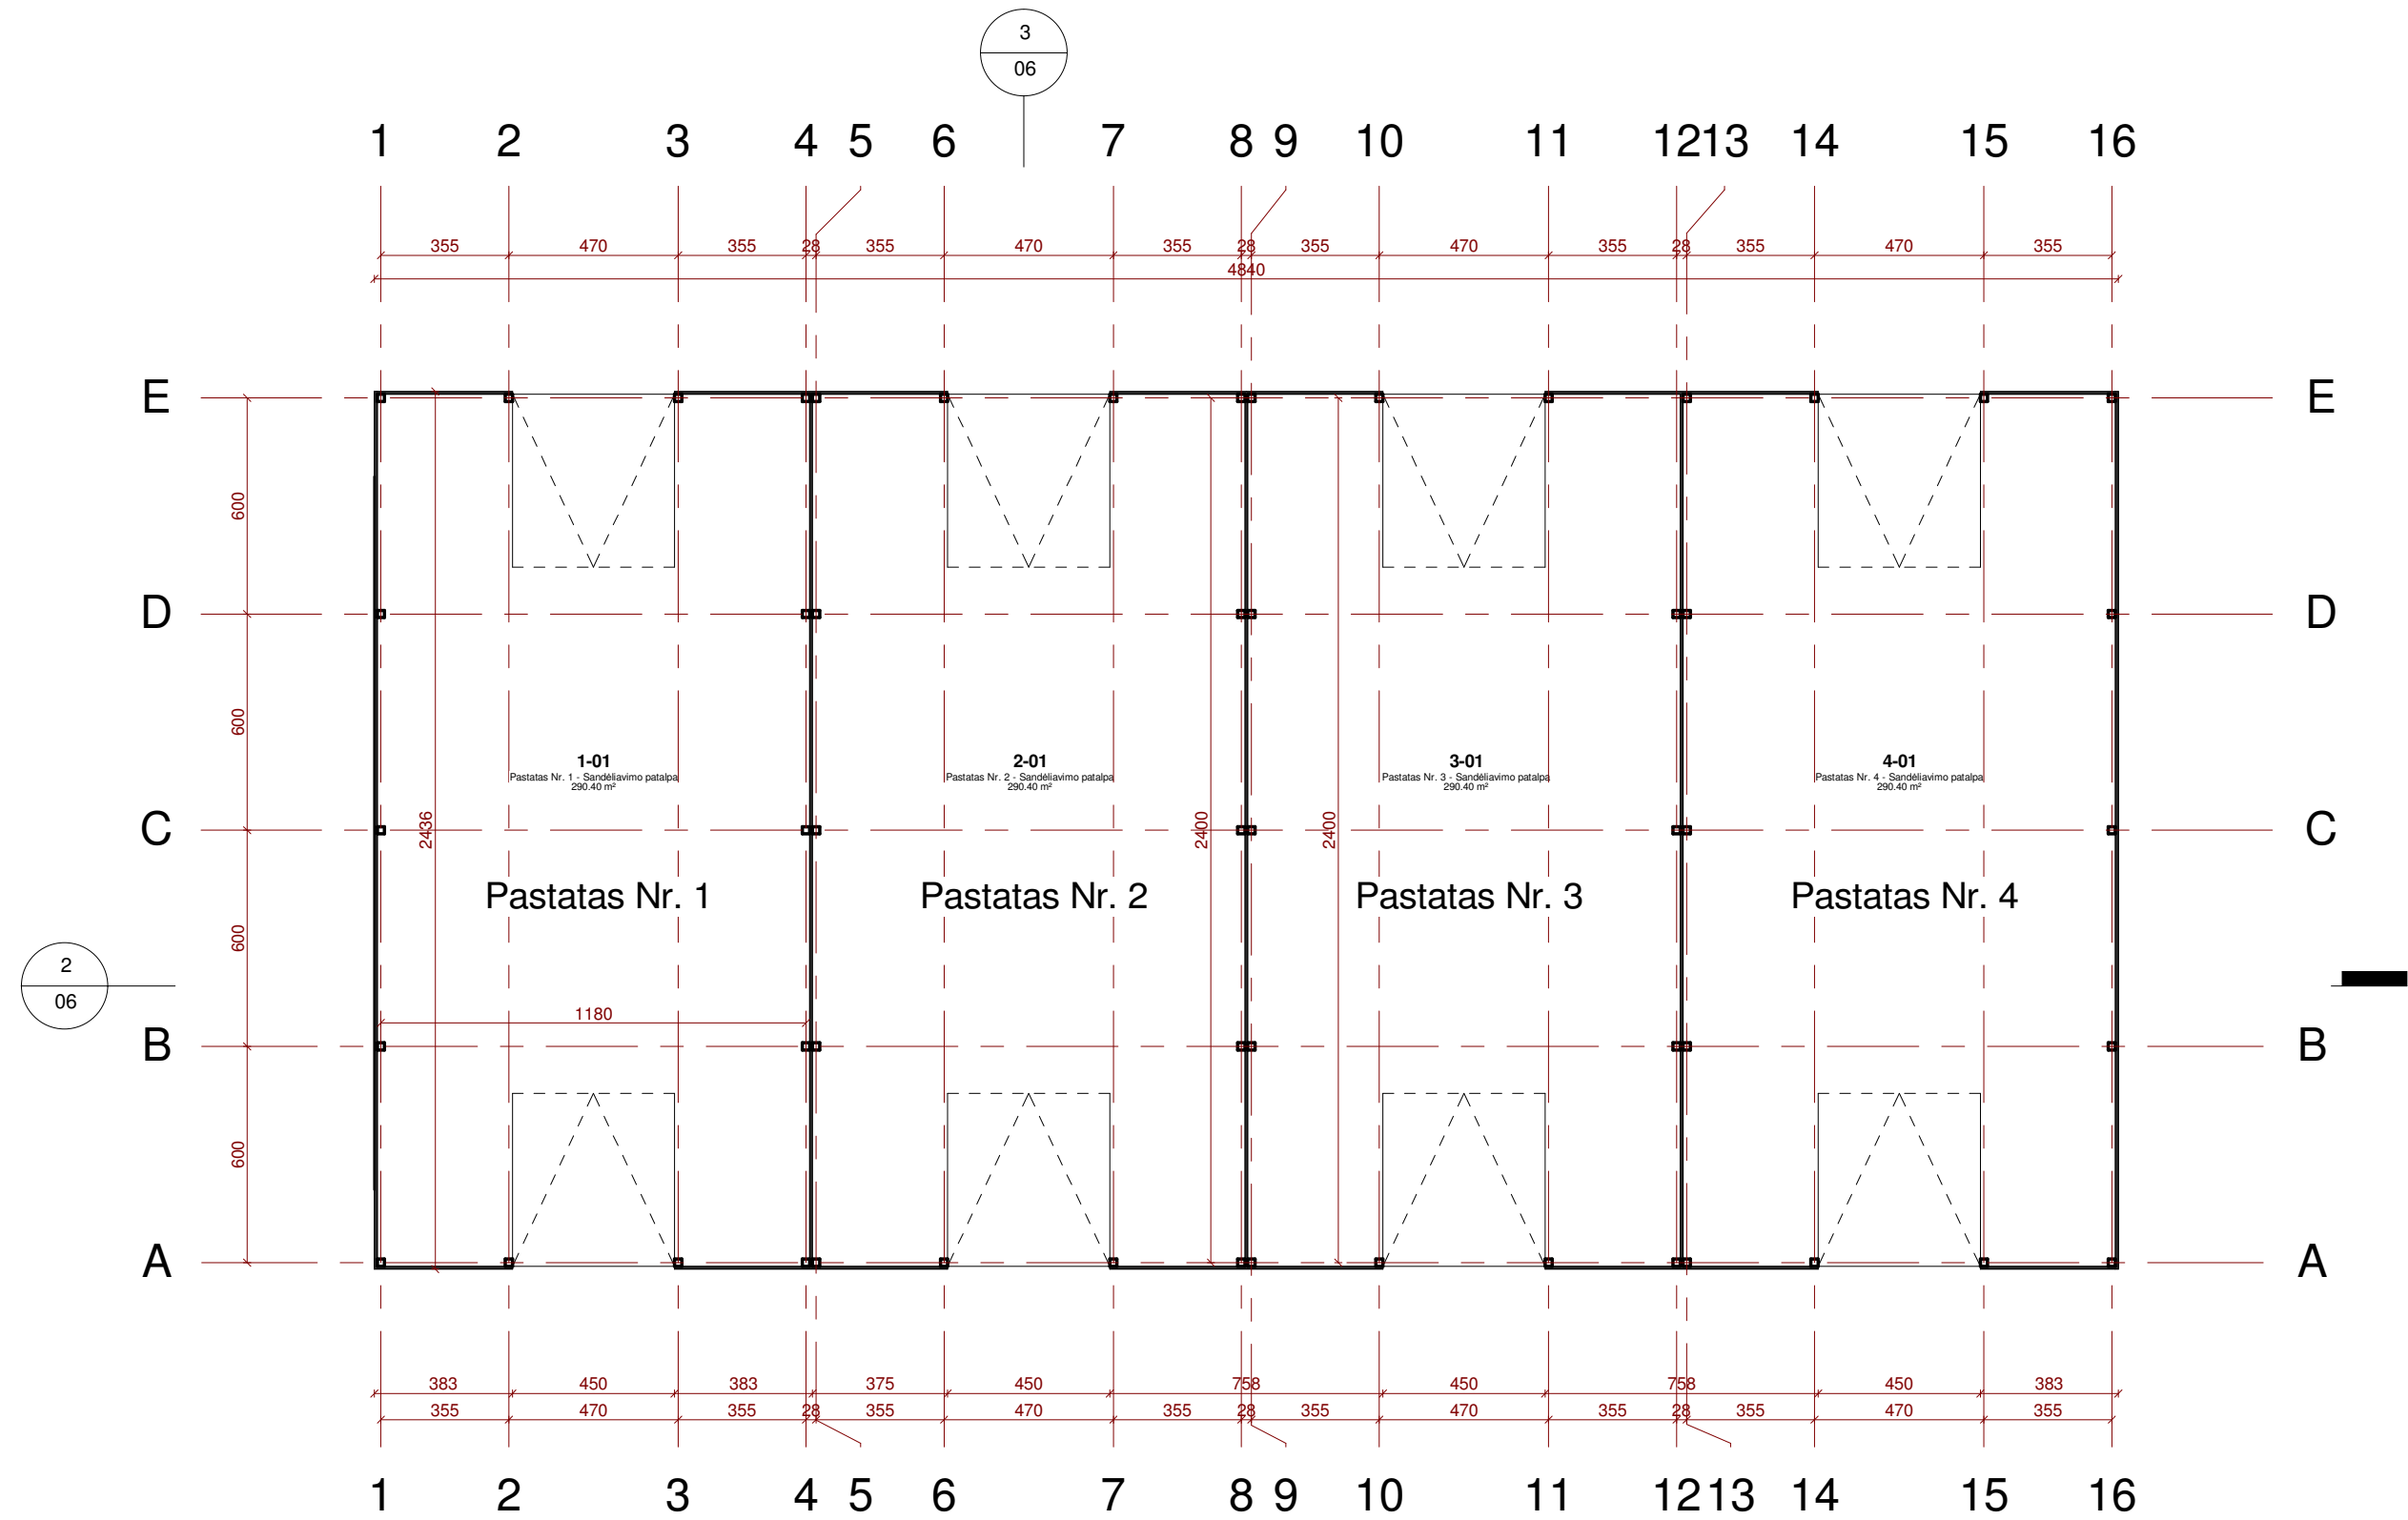 3
06
1 2 3 4 5 6 7 8 9 10 11 12 13 14 15 16
355 470 355 28 355 470 355 28 355 470 355 28 355 470 355
4840
E E
600
D D
600
1-01 2-01 3-01 4-01
Pastatas Nr. 1 - Sandėliavimo patalpa Pastatas Nr. 2 - Sandėliavimo patalpa Pastatas Nr. 3 - Sandėliavimo patalpa Pastatas Nr. 4 - Sandėliavimo patalpa
290.40 m² 290.40 m² 290.40 m² 290.40 m²
C 2436 2400 2400 C
Pastatas Nr. 1 Pastatas Nr. 2 Pastatas Nr. 3 Pastatas Nr. 4
600
2
06
1180
B B
600
A A
383 450 383 375 450 758 450 758 450 383
355 470 355 28 355 470 355 28 355 470 355 28 355 470 355
1 2 3 4 5 6 7 8 9 10 11 12 13 14 15 16